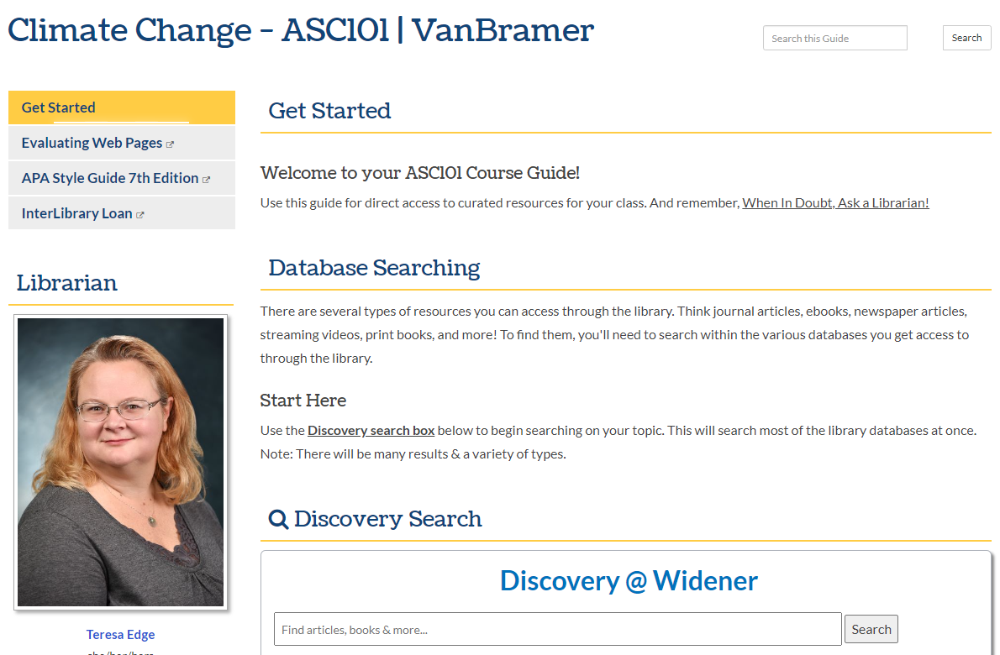 Climate Change - ASC101 | VanBramer
Search this Guide
Search
Get Started
Evaluating Web Pages
APA Style Guide 7th Edition
InterLibrary Loan
Librarian
Teresa Edge
Get Started
Welcome to your ASC101 Course Guide!
Use this guide for direct access to curated resources for your class. And remember, When In Doubt, Ask a Librarian!
Database Searching
There are several types of resources you can access through the library. Think journal articles, ebooks, newspaper articles,
streaming videos, print books, and more! To find them, you'll need to search within the various databases you get access to
through the library.
Start Here
Use the Discovery search box below to begin searching on your topic. This will search most of the library databases at once.
Note: There will be many results & a variety of types.
Discovery Search
Discovery @ Widener
Find articles, books & more...
Search